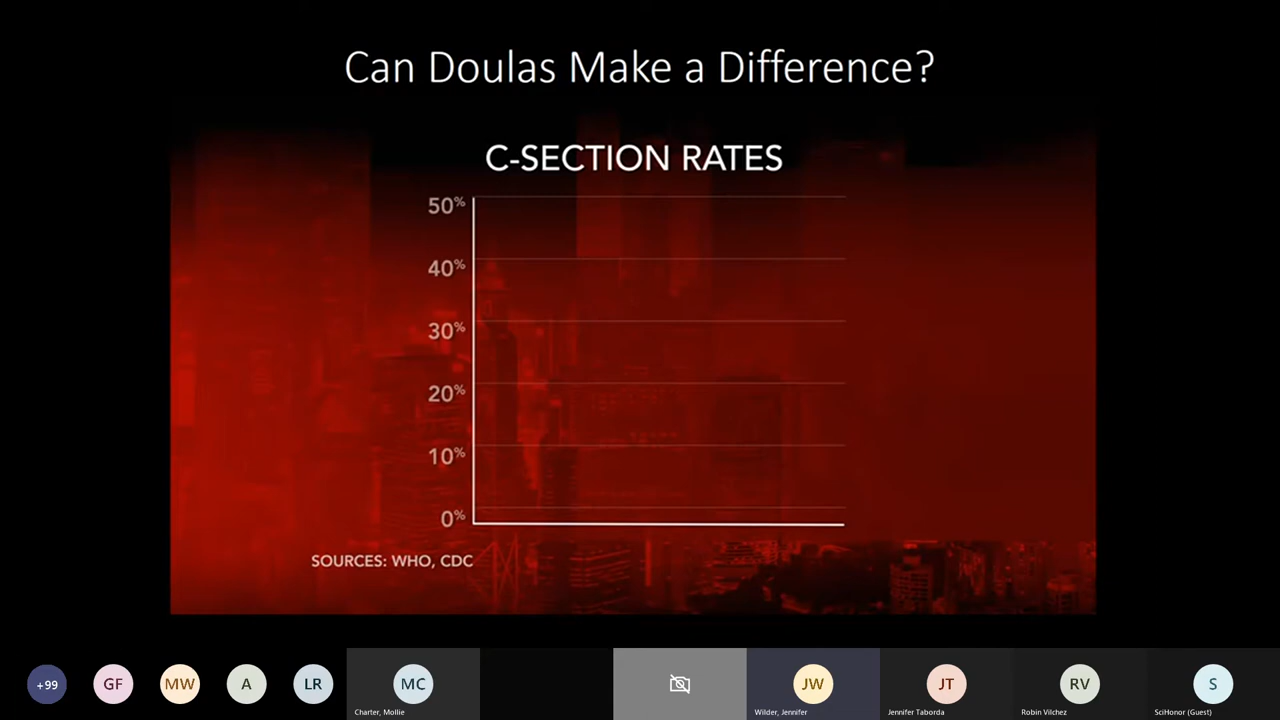 Can Doulas Make a Difference?
C-SECTION RATES
50%
40%
30%
20%
10%
0%
SOURCES: WHO, CDC
+99
GF
MW
A
LR
MC
JW
JT
RV
S
Charter, Mollie
Wilder, Jennifer
Jennifer Taborda
Robin Vilchez
SciHonor (Guest)